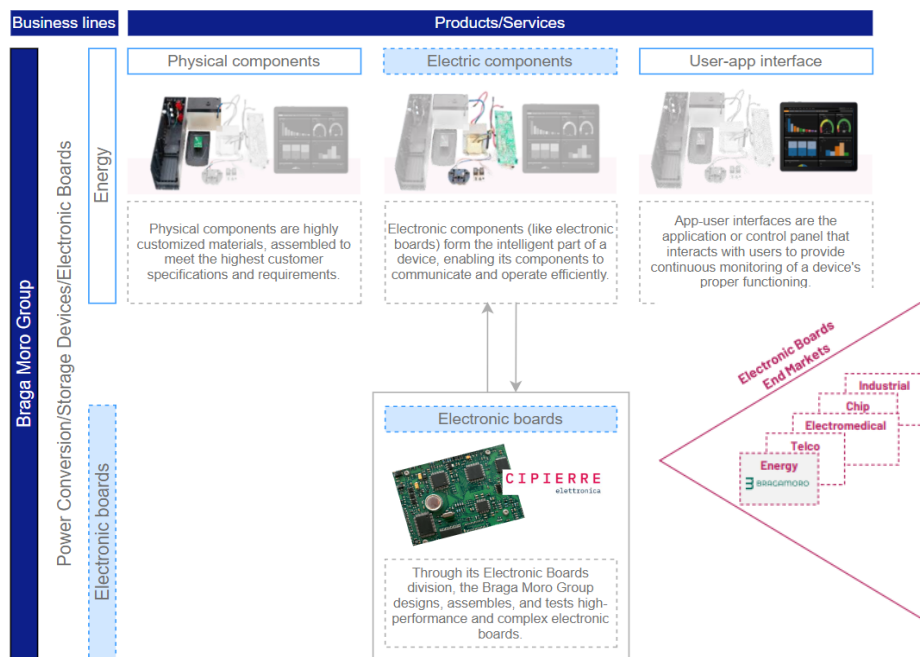 Business lines
Products/Services
Braga Moro Group
Power Conversion/Storage Devices/Electronic Boards
Energy
Physical components
Electric components
User-app interface
Physical components are highly
customized materials, assembled to
meet the highest customer
specifications and requirements.
Electronic components (like electronic
boards) form the intelligent part of a
device, enabling its components to
communicate and operate efficiently.
App-user interfaces are the
application or control panel that
interacts with users to provide
continuous monitoring of a device's
proper functioning.
Electronic boards
Electronic boards
CIPIERRE
elettronica
Through its Electronic Boards
division, the Braga Moro Group
designs, assembles, and tests high-
performance and complex electronic
boards.
Electronic Boards
End Markets
Industrial
Chip
Electromedical
Telco
Energy
BRAGAMORO